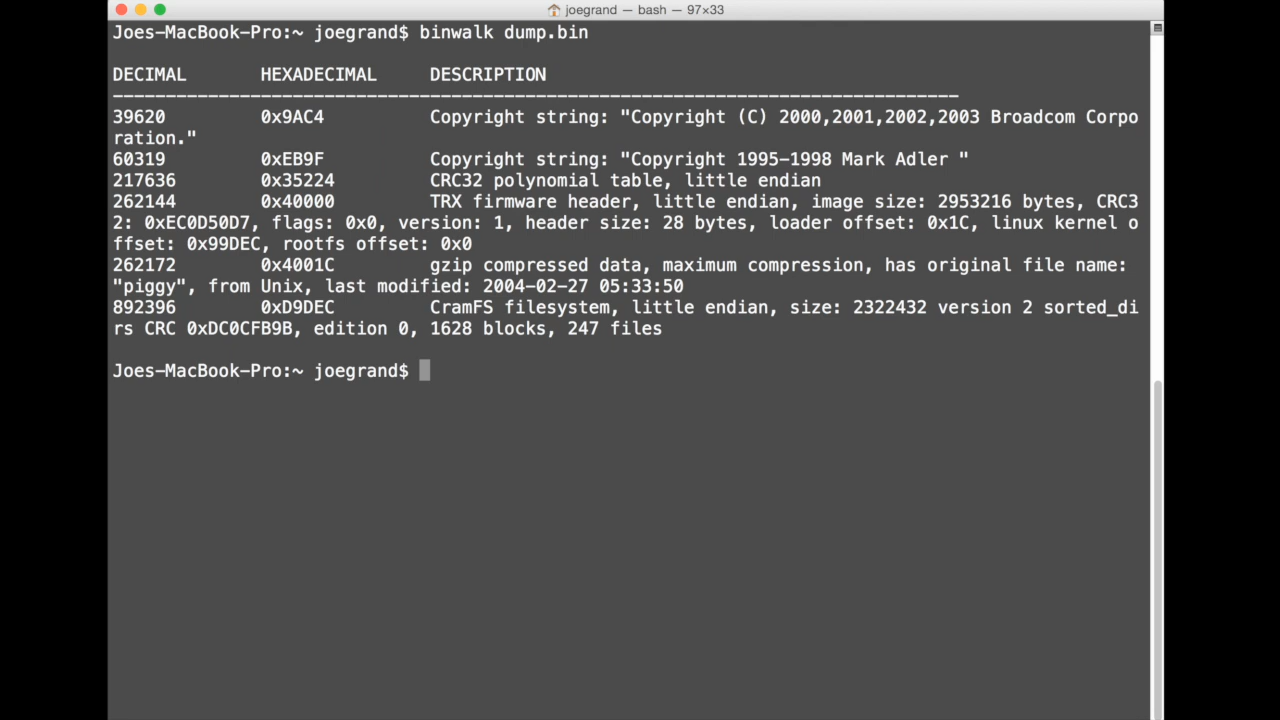 joegrand — bash — 97×33
Joes-MacBook-Pro:~ joegrand$ binwalk dump.bin
DECIMAL       HEXADECIMAL     DESCRIPTION
--------------------------------------------------------------------------------
39620         0x9AC4          Copyright string: "Copyright (C) 2000,2001,2002,2003 Broadcom Corpo
ration."
60319         0xEB9F          Copyright string: "Copyright 1995-1998 Mark Adler "
217636        0x35224         CRC32 polynomial table, little endian
262144        0x40000         TRX firmware header, little endian, image size: 2953216 bytes, CRC3
2: 0xEC0D50D7, flags: 0x0, version: 1, header size: 28 bytes, loader offset: 0x1C, linux kernel o
ffset: 0x99DEC, rootfs offset: 0x0
262172        0x4001C         gzip compressed data, maximum compression, has original file name:
"piggy", from Unix, last modified: 2004-02-27 05:33:50
892396        0xD9DEC         CramFS filesystem, little endian, size: 2322432 version 2 sorted_di
rs CRC 0xDC0CFB9B, edition 0, 1628 blocks, 247 files
Joes-MacBook-Pro:~ joegrand$